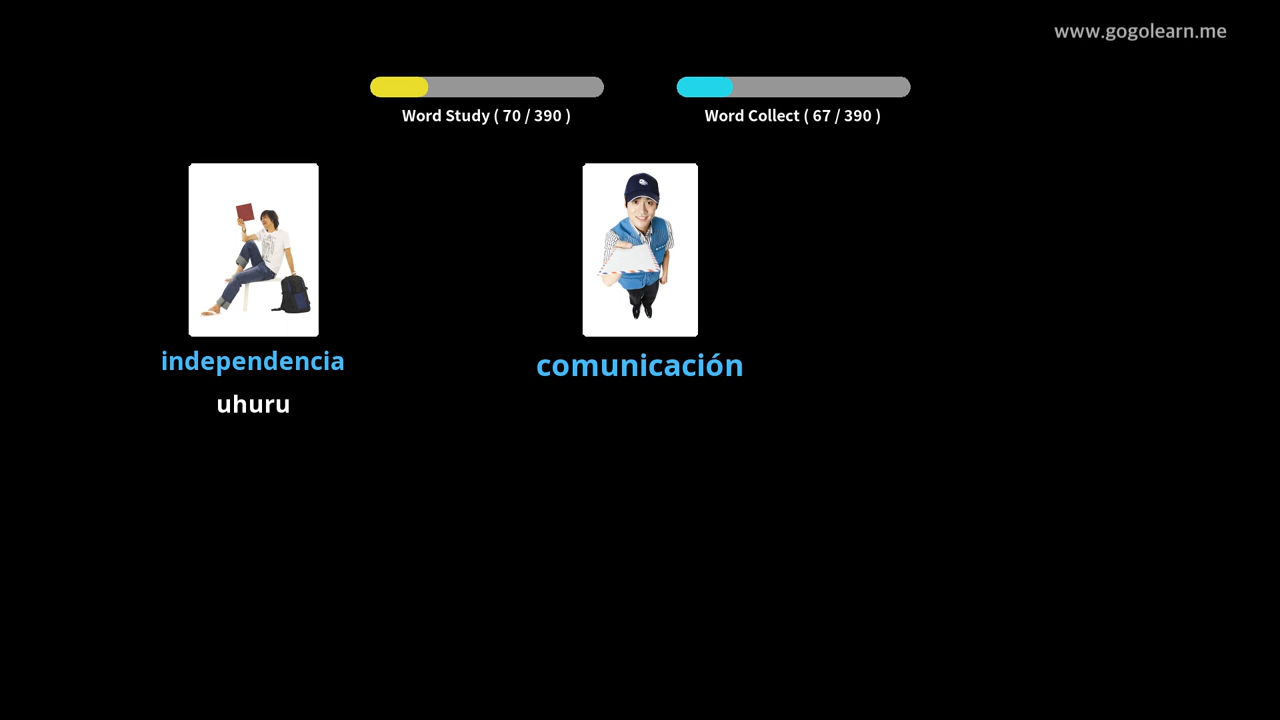 www.gogolearn.me
Word Study ( 70 / 390 )
Word Collect ( 67 / 390 )
independencia
uhuru
comunicación